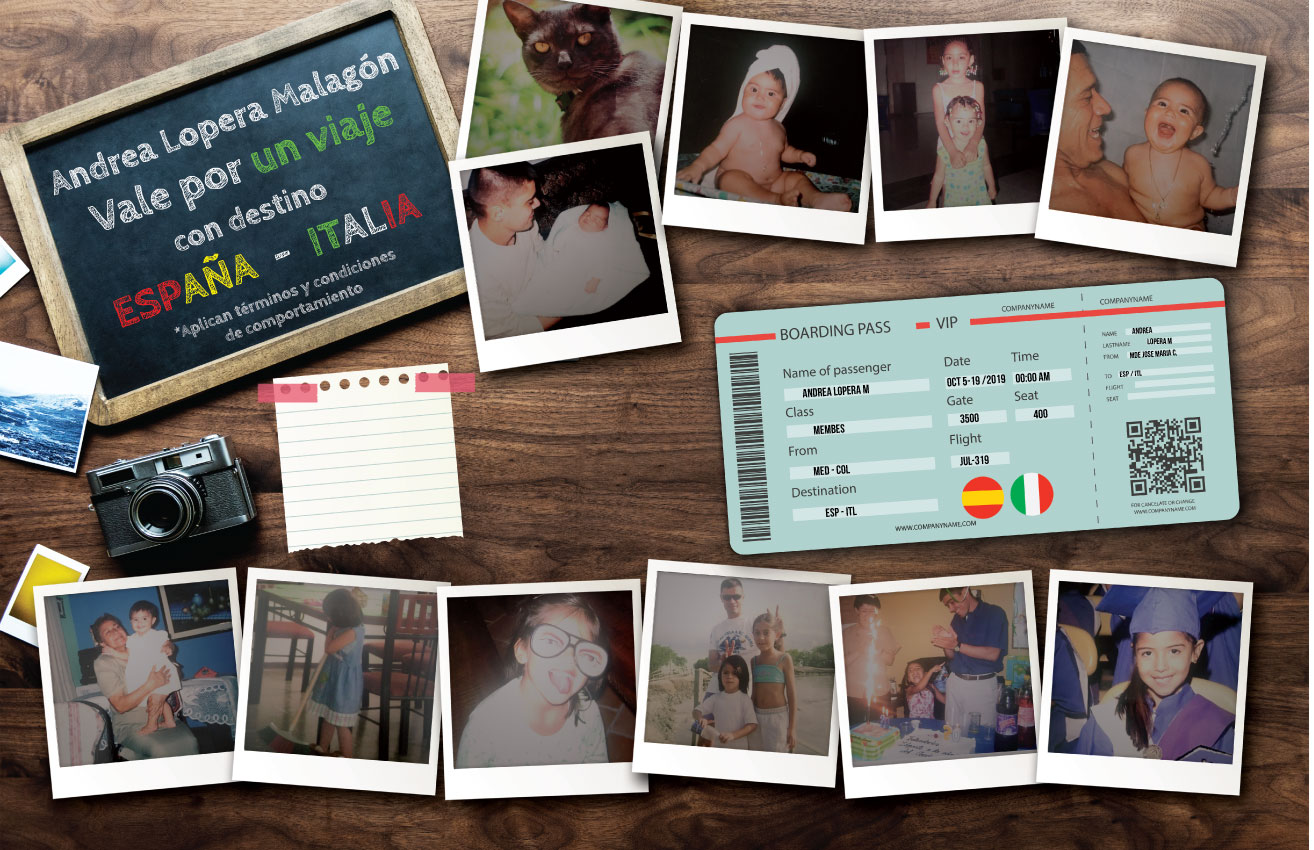 Andrea Lopera Malagón
Vale por un viaje
con destino
ESPAÑA - ITALIA
*Aplican términos y condiciones
de comportamiento
BOARDING PASS
VIP
COMPANYNAME
Name of passenger
ANDREA LOPERA M
Class
MEMBES
From
MED - COL
Destination
ESP - ITL
Date
Time
OCT 5-19 /2019
00:00 AM
Gate
Seat
3500
400
Flight
JUL-319
WWW.COMPANYNAME.COM
COMPANYNAME
NAME ANDREA
LASTNAME LOPERA M
FROM MDE JOSE MARIA C.
TO ESP / ITL
FLIGHT
SEAT
FOR CANCELATE OR CHANGE
WWW.COMPANYNAME.COM